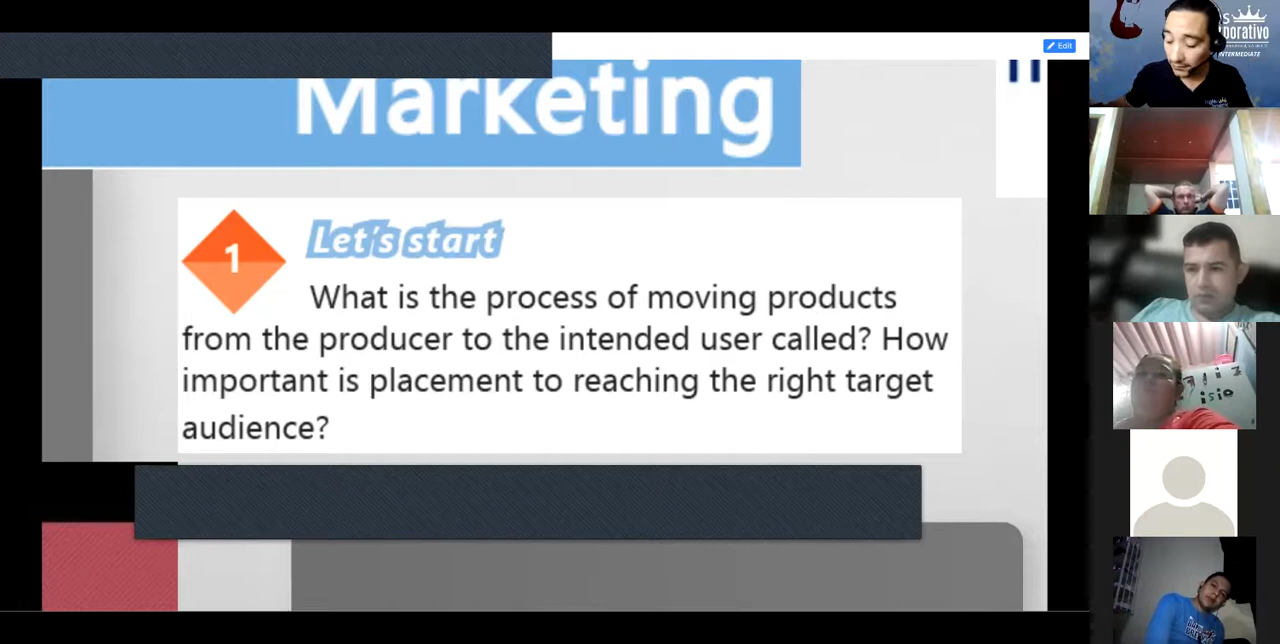 Edit
Marketing
"
1
Let's start
What is the process of moving products
from the producer to the intended user called? How
important is placement to reaching the right target
audience?
INTERMEDIATE